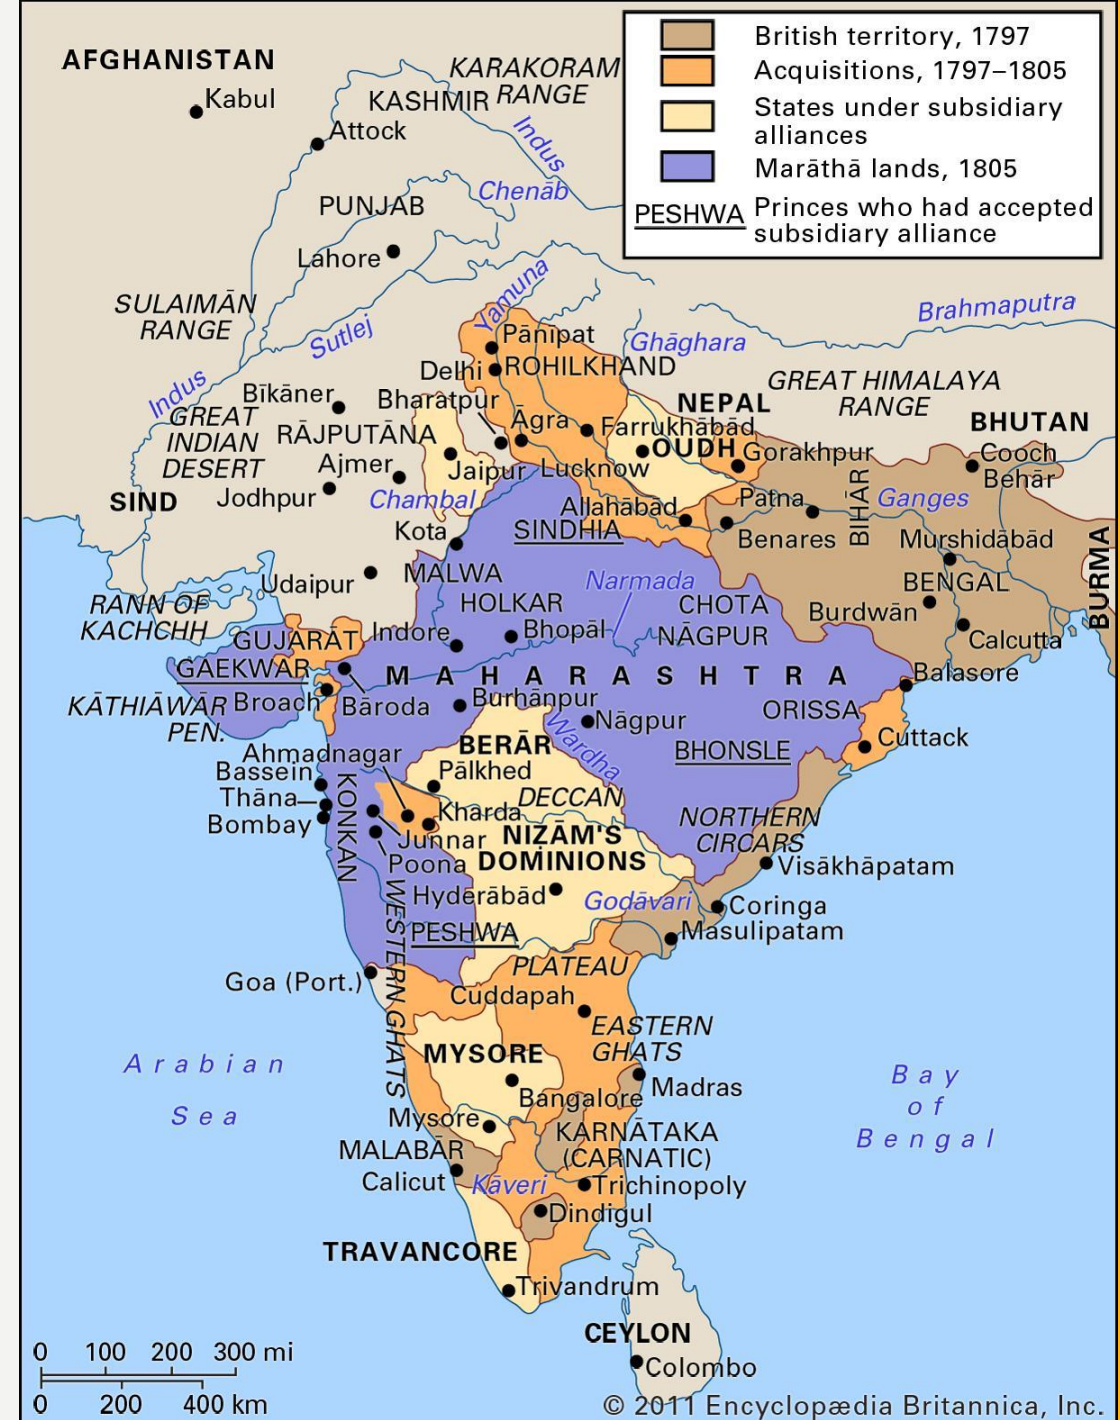 British territory, 1797
Acquisitions, 1797–1805
States under subsidiary
alliances
Marāthā lands, 1805
PESHWA
Princes who had accepted
subsidiary alliance
AFGHANISTAN
Kabul
KARAKORAM
RANGE
KASHMIR
Attock
Indus
Chenāb
PUNJAB
Lahore
SULAIMĀN
RANGE
Sutlej
Yamuna
Brahmaputra
Pānīpat
Ghāghara
Delhi
ROHILKHAND
Indus
Bīkāner
Bharatpur
GREAT HIMALAYA
RANGE
NEPAL
BHUTAN
GREAT
INDIAN
DESERT
RĀJPUTĀNA
Āgra
Farrukhābād
OUDH
Gorakhpur
Cooch
Behār
Ajmer
Jaipur
Lucknow
SIND
Jodhpur
Chambal
Allahābād
Patna
BIHĀR
Ganges
Kota
SINDHIA
Benares
Murshidābād
BURMA
Udaipur
MALWA
Narmada
BENGAL
RANN OF
KACHCHH
HOLKAR
CHOTA
NĀGPUR
Burdwān
GUJARĀT
Indore
Bhopāl
Calcutta
GAEKWAR
MAHARASHTRA
Balasore
KĀTHIĀWĀR
PEN.
Broach
Bāroda
Burhānpur
Nāgpur
ORISSA
Wardha
BERĀR
BHONSLE
Cuttack
Ahmadnagar
Bassein
Pālkhed
Thāna
KONKAN
DECCAN
Bombay
Kharda
NORTHERN
CIRCARS
Junnar
NIZĀM'S
DOMINIONS
Poona
Visākhāpatam
Hyderābād
Godāvari
Coringa
WESTERN GHATS
PESHWA
Masulipatam
PLATEAU
Goa (Port.)
Cuddapah
EASTERN
GHATS
Arabian
Sea
MYSORE
Bay
of
Bengal
Madras
Bangalore
Mysore
KARNĀTAKA
(CARNATIC)
MALABĀR
Calicut
Kāveri
Trichinopoly
Dindigul
TRAVANCORE
Trivandrum
CEYLON
Colombo
0 100 200 300 mi
0 200 400 km
© 2011 Encyclopædia Britannica, Inc.